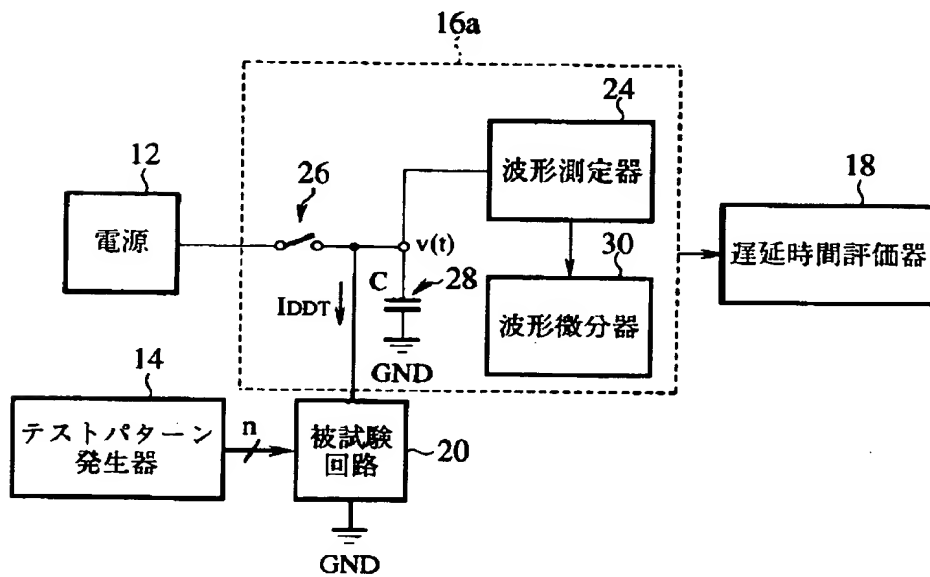 16a
24
波形測定器
12
26
18
電源
v(t)
30
遅延時間評価器
C
28
IDDT
波形微分器
GND
14
テストパターン
発生器
n
被試験
回路
20
GND